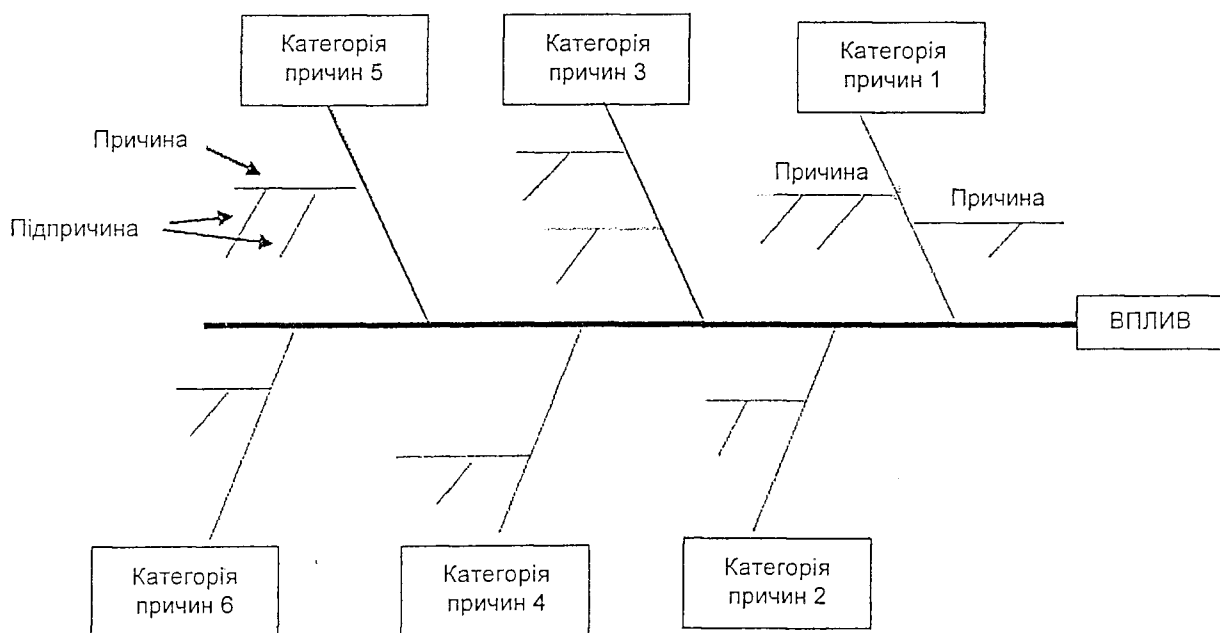 Категорія
причин 5
Категорія
причин 3
Категорія
причин 1
Причина
Причина
Причина
Підпричина
ВПЛИВ
Категорія
причин 6
Категорія
причин 4
Категорія
причин 2